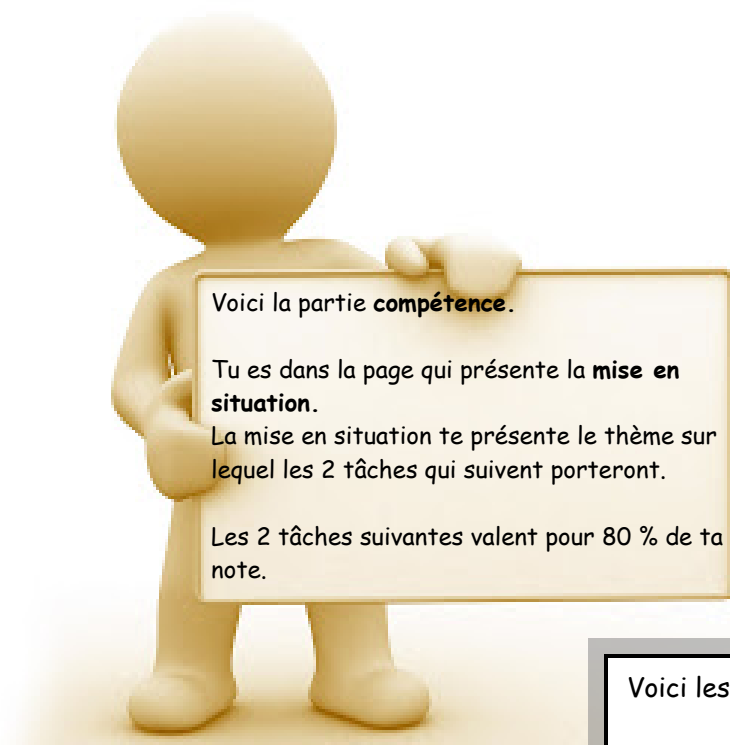 Voici la partie compétence.
Tu es dans la page qui présente la mise en
situation.
La mise en situation te présente le thème sur
lequel les 2 tâches qui suivent porteront.
Les 2 tâches suivantes valent pour 80 % de ta
note.
Voici les